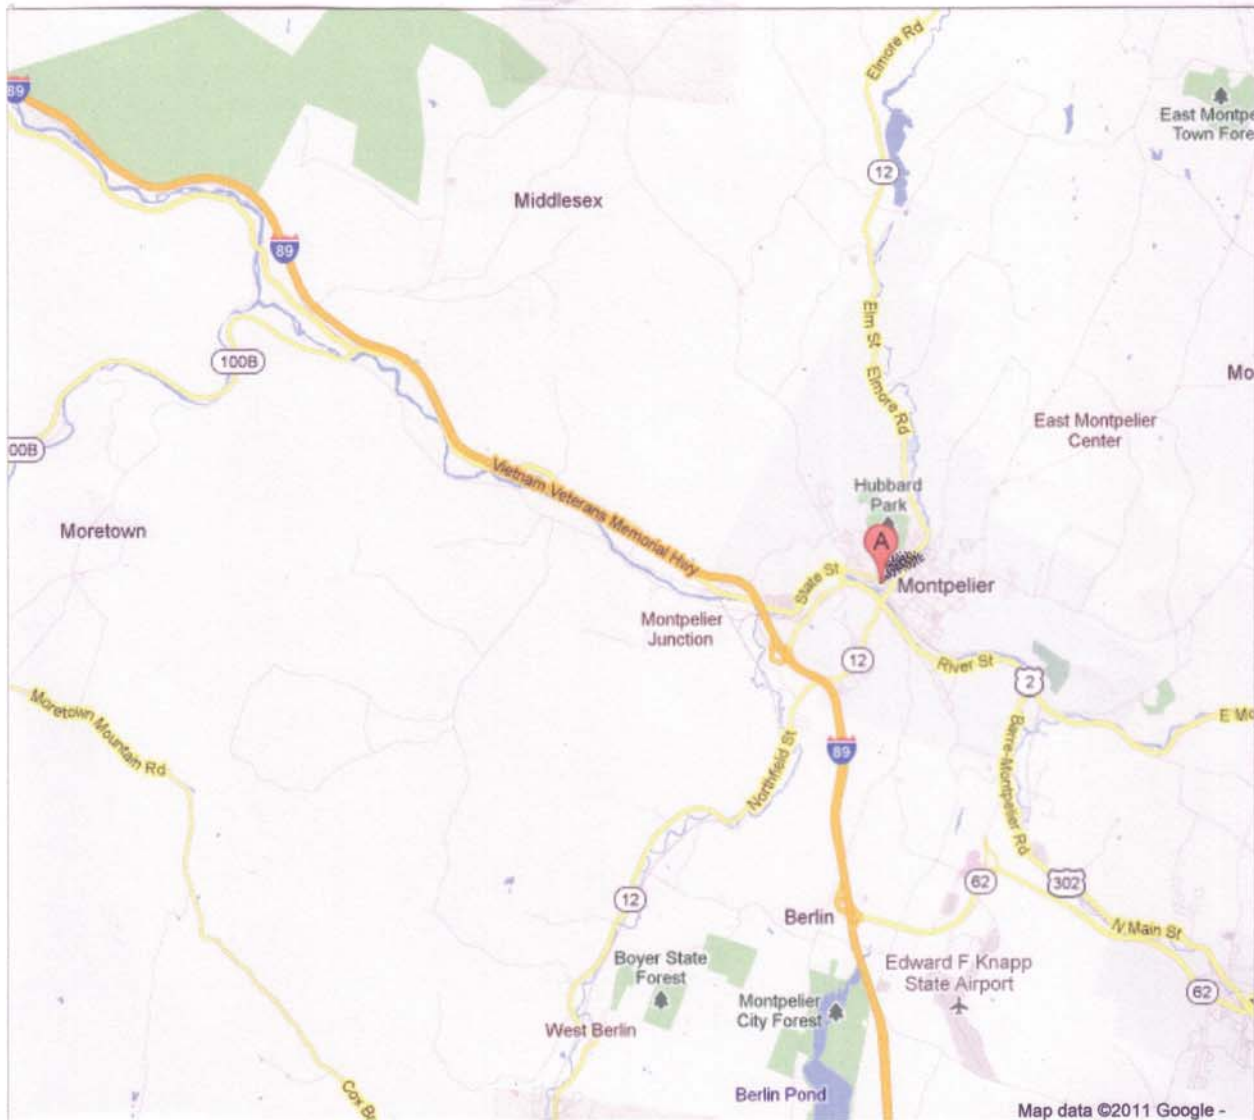 Elmore Rd
89
East Montpe
Town Fore
12
Middlesex
89
Elm St
100B
Elmore Rd
Mo
East Montpelier
Center
00B
Vietnam Veterans Memorial Hwy
Hubbard
Park
Moretown
A
State St
Montpelier
Montpelier
Junction
12
River St
2
Moretown Mountain Rd
E Mo
Northfield St
89
Barre-Montpelier Rd
62
302
12
Berlin
N Main St
Boyer State
Forest
Edward F Knapp
State Airport
62
Montpelier
City Forest
West Berlin
Cox B
Berlin Pond
Map data ©2011 Google -